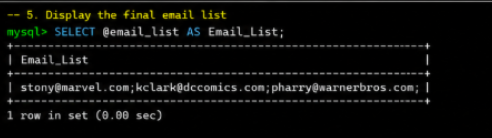 -- 5. Display the final email list
mysql> SELECT @email_list AS Email_List;
+----------------------------------------------------------+
| Email_List                                               |
+----------------------------------------------------------+
| stony@marvel.com;kclark@dccomics.com;pharry@warnerbros.com; |
+----------------------------------------------------------+
1 row in set (0.00 sec)